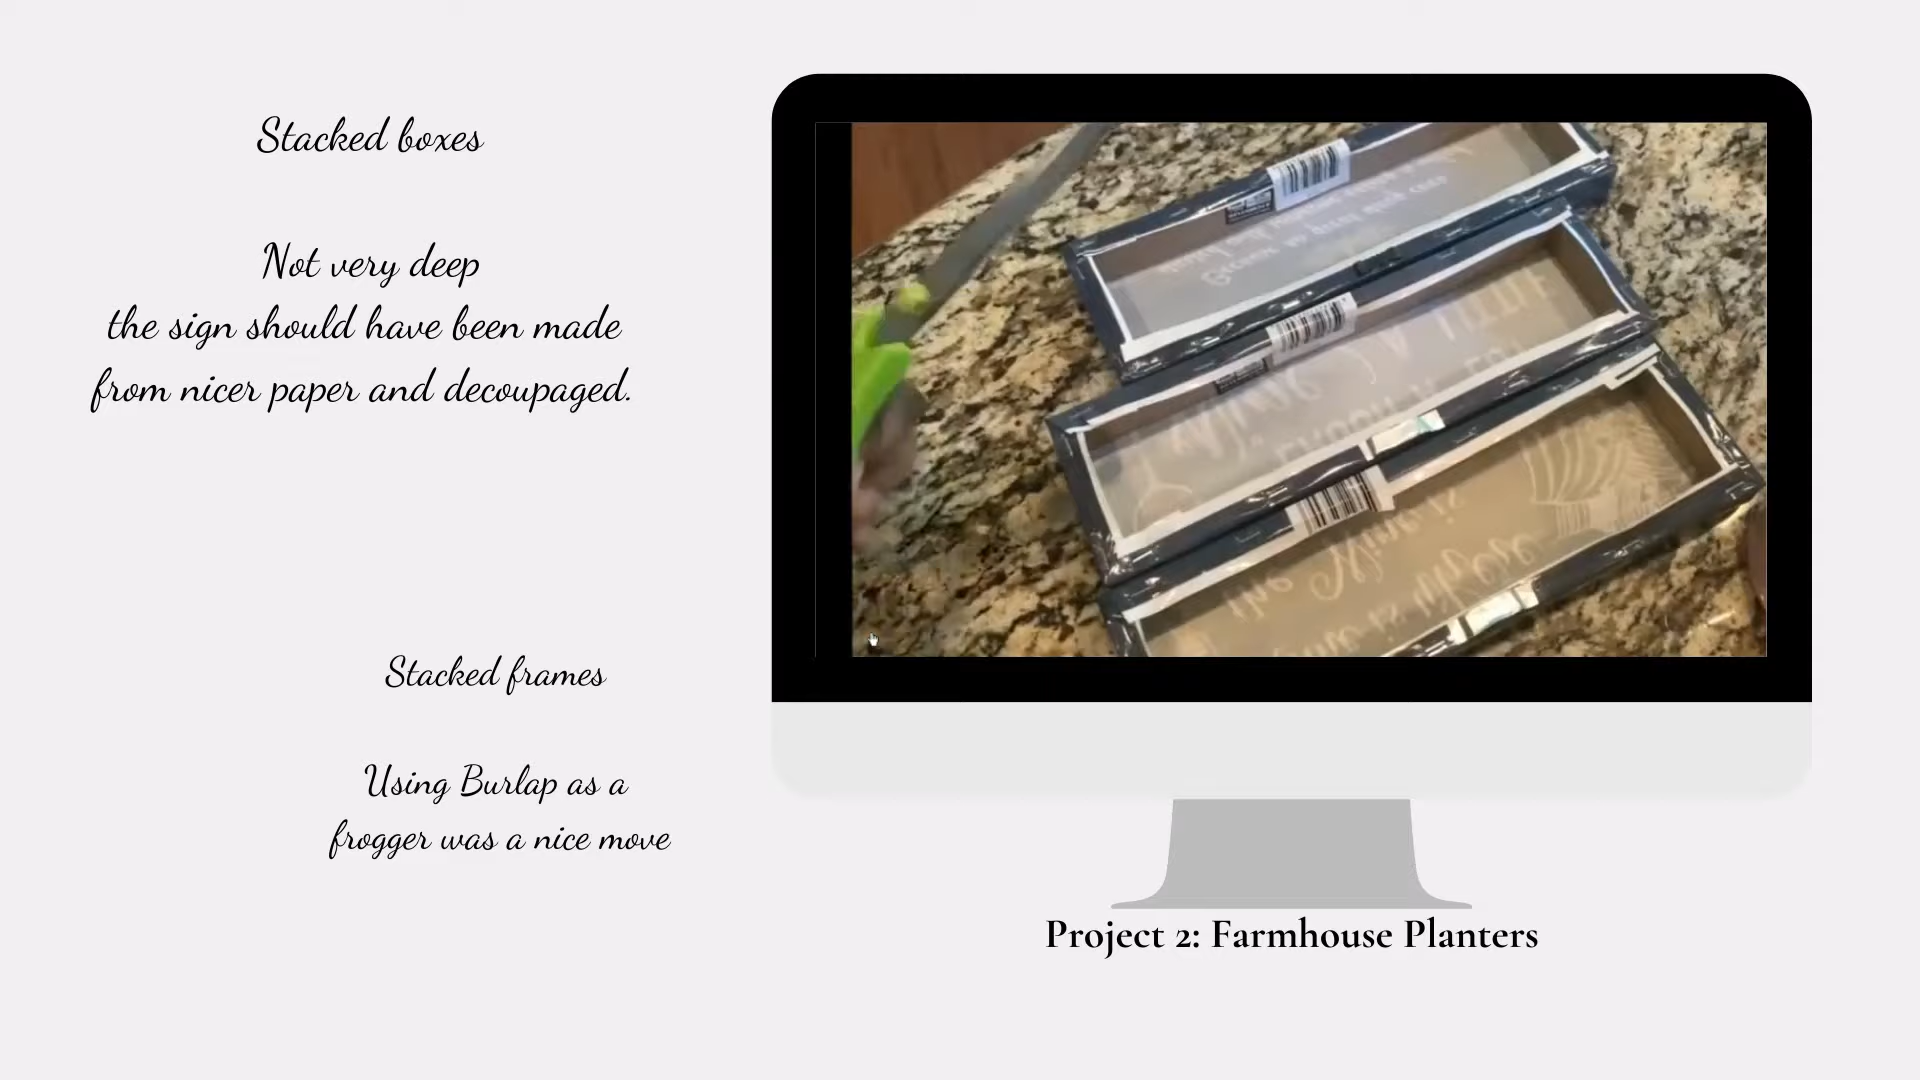 Stacked boxes
Not very deep
the sign should have been made
from nicer paper and decoupaged.
Stacked frames
Using Burlap as a
frogger was a nice move
Project 2: Farmhouse Planters